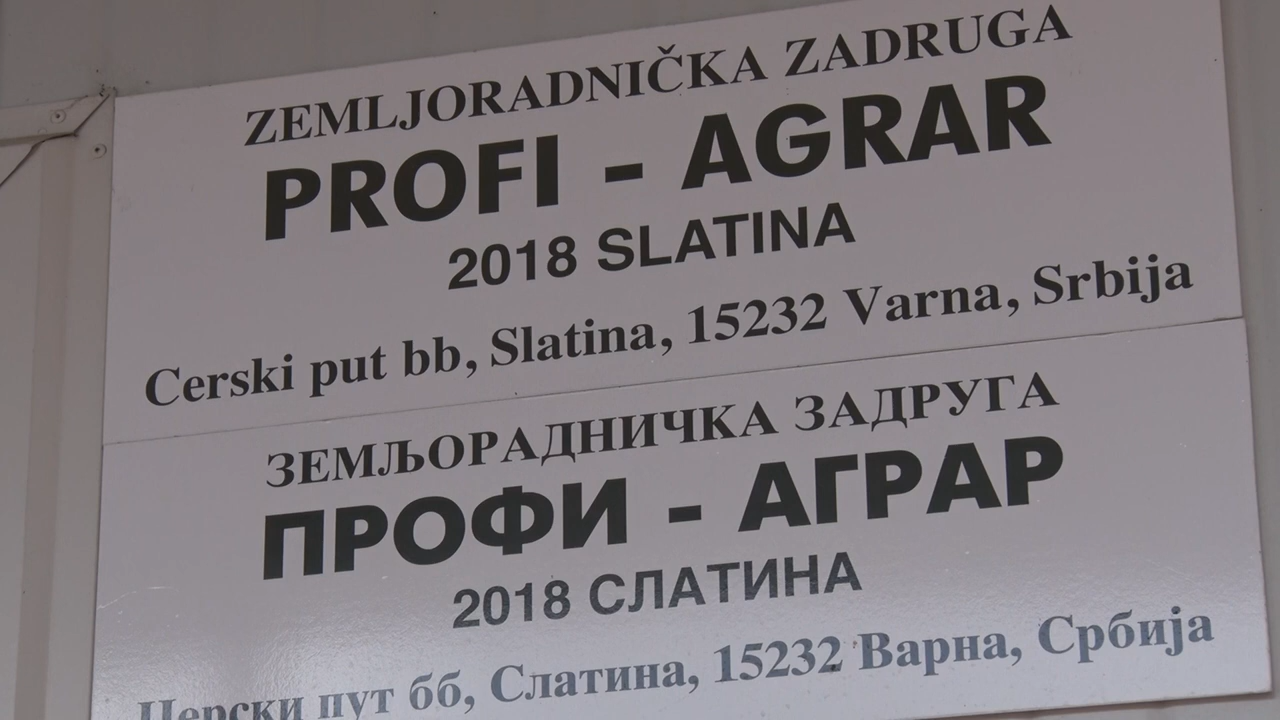 ZEMLJORADNIČKA ZADRUGA
PROFI - AGRAR
2018 SLATINA
Cerski put bb, Slatina, 15232 Varna, Srbija
ЗЕМЉОРАДНИЧКА ЗАДРУГА
ПРОФИ - АГРАР
2018 СЛАТИНА
Церски пут бб, Слатина, 15232 Варна, Србија